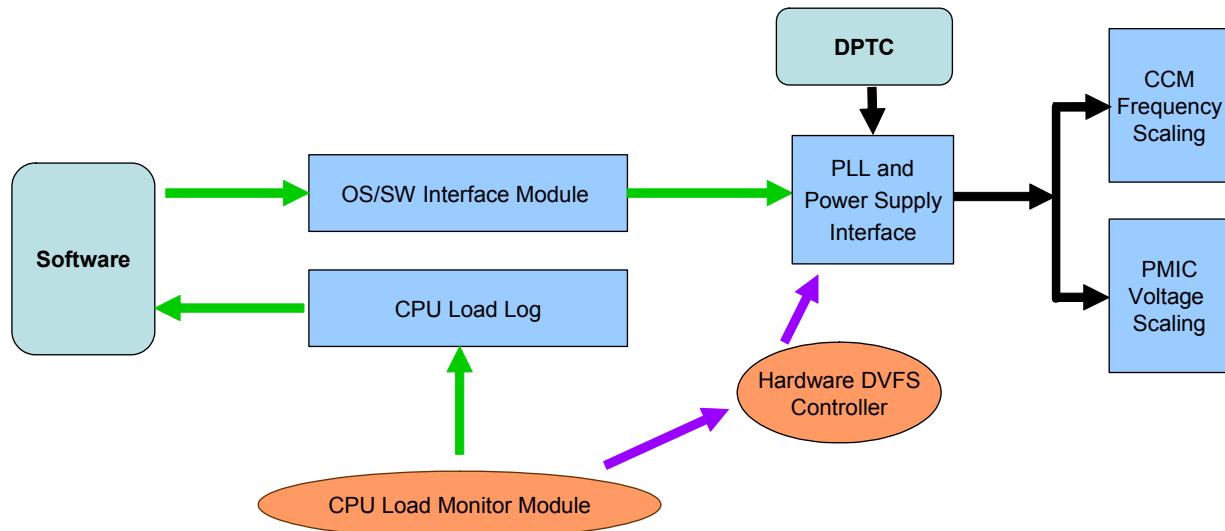 DPTC
CCM
Frequency
Scaling
PLL and
Power Supply
Interface
OS/SW Interface Module
Software
CPU Load Log
PMIC
Voltage
Scaling
Hardware DVFS
Controller
CPU Load Monitor Module